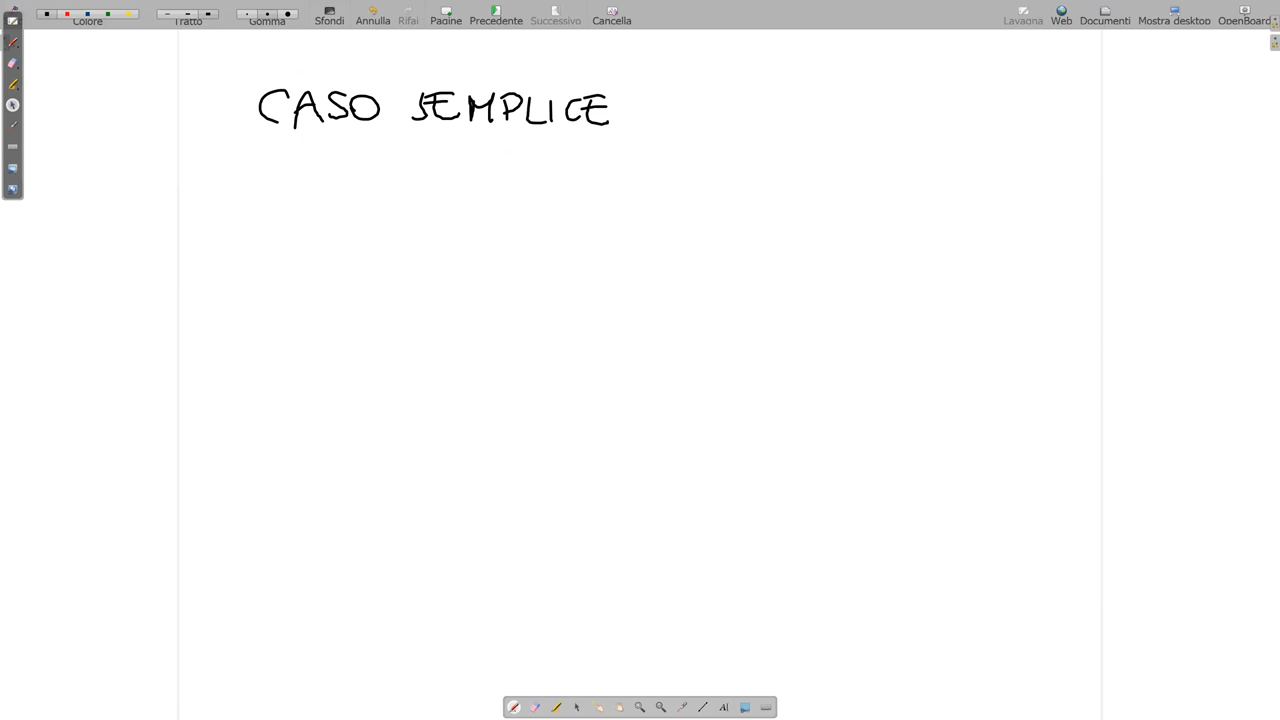 Colore Tratto Gomma Sfondi Annulla Rifai Pagine Precedente Successivo Cancella Lavagna Web Documenti Mostra desktop OpenBoard
CASO SEMPLICE